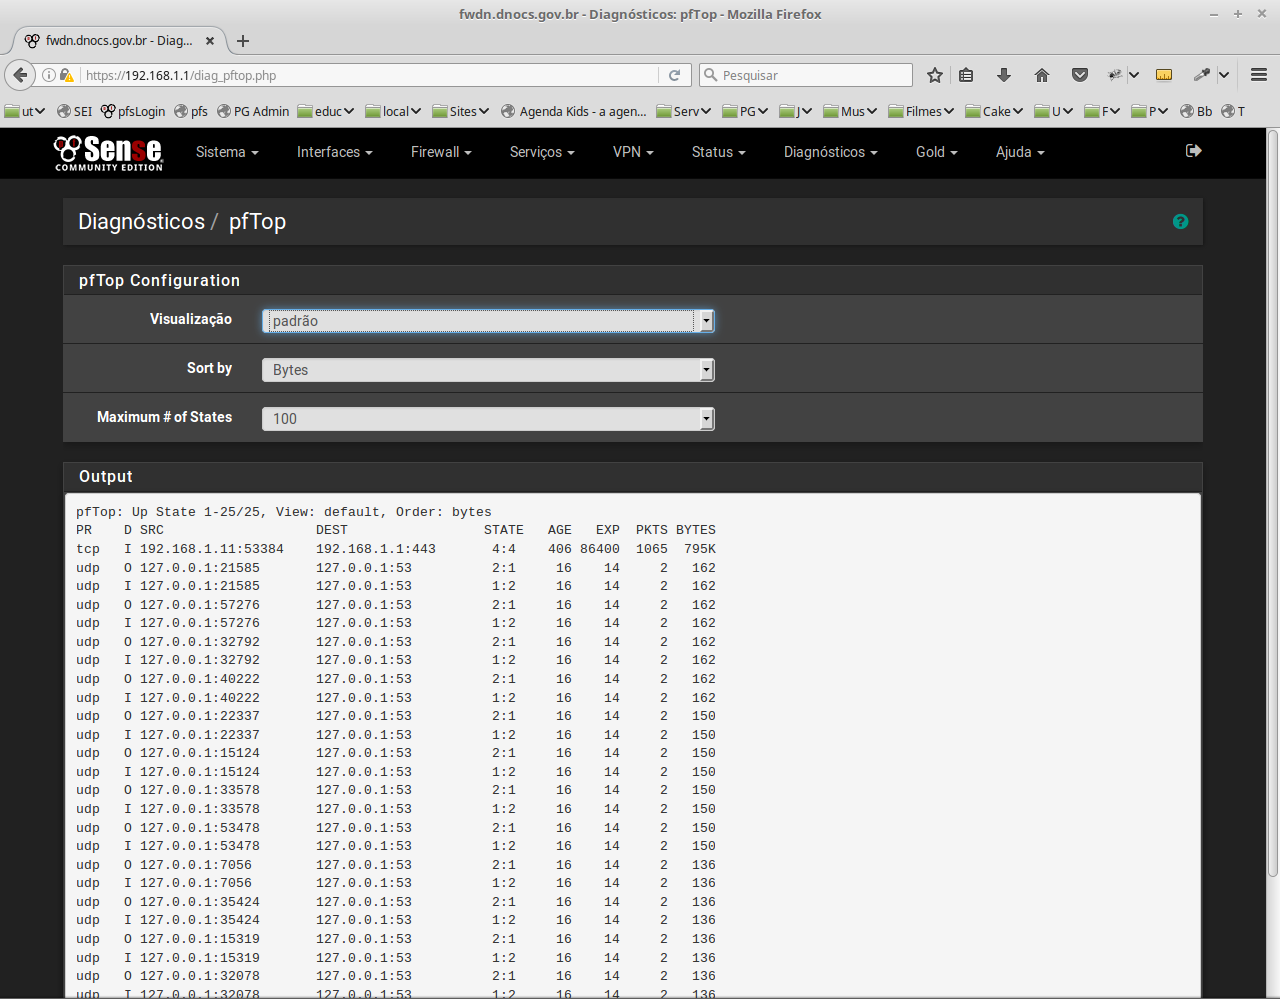 fwdn.dnocs.gov.br - Diagnósticos: pfTop - Mozilla Firefox
fwdn.dnocs.gov.br - Diag...
https://192.168.1.1/diag_pftop.php
Pesquisar
ut SEI pfsLogin pfs PG Admin educ local Sites Agenda Kids - a agen... Serv PG J Mus Filmes Cake U F P Bb T
Sense
COMMUNITY EDITION
Sistema Interfaces Firewall Serviços VPN Status Diagnósticos Gold Ajuda
Diagnósticos / pfTop
pfTop Configuration
Visualização padrão
Sort by Bytes
Maximum # of States 100
Output
pfTop: Up State 1-25/25, View: default, Order: bytes
PR D SRC DEST STATE AGE EXP PKTS BYTES
tcp I 192.168.1.11:53384 192.168.1.1:443 4:4 406 86400 1065 795K
udp O 127.0.0.1:21585 127.0.0.1:53 2:1 16 14 2 162
udp I 127.0.0.1:21585 127.0.0.1:53 1:2 16 14 2 162
udp O 127.0.0.1:57276 127.0.0.1:53 2:1 16 14 2 162
udp I 127.0.0.1:57276 127.0.0.1:53 1:2 16 14 2 162
udp O 127.0.0.1:32792 127.0.0.1:53 2:1 16 14 2 162
udp I 127.0.0.1:32792 127.0.0.1:53 1:2 16 14 2 162
udp O 127.0.0.1:40222 127.0.0.1:53 2:1 16 14 2 162
udp I 127.0.0.1:40222 127.0.0.1:53 1:2 16 14 2 162
udp O 127.0.0.1:22337 127.0.0.1:53 2:1 16 14 2 150
udp I 127.0.0.1:22337 127.0.0.1:53 1:2 16 14 2 150
udp O 127.0.0.1:15124 127.0.0.1:53 2:1 16 14 2 150
udp I 127.0.0.1:15124 127.0.0.1:53 1:2 16 14 2 150
udp O 127.0.0.1:33578 127.0.0.1:53 2:1 16 14 2 150
udp I 127.0.0.1:33578 127.0.0.1:53 1:2 16 14 2 150
udp O 127.0.0.1:53478 127.0.0.1:53 2:1 16 14 2 150
udp I 127.0.0.1:53478 127.0.0.1:53 1:2 16 14 2 150
udp O 127.0.0.1:7056 127.0.0.1:53 2:1 16 14 2 136
udp I 127.0.0.1:7056 127.0.0.1:53 1:2 16 14 2 136
udp O 127.0.0.1:35424 127.0.0.1:53 2:1 16 14 2 136
udp I 127.0.0.1:35424 127.0.0.1:53 1:2 16 14 2 136
udp O 127.0.0.1:15319 127.0.0.1:53 2:1 16 14 2 136
udp I 127.0.0.1:15319 127.0.0.1:53 1:2 16 14 2 136
udp O 127.0.0.1:32078 127.0.0.1:53 2:1 16 14 2 136
udp I 127.0.0.1:32078 127.0.0.1:53 1:2 16 14 2 136